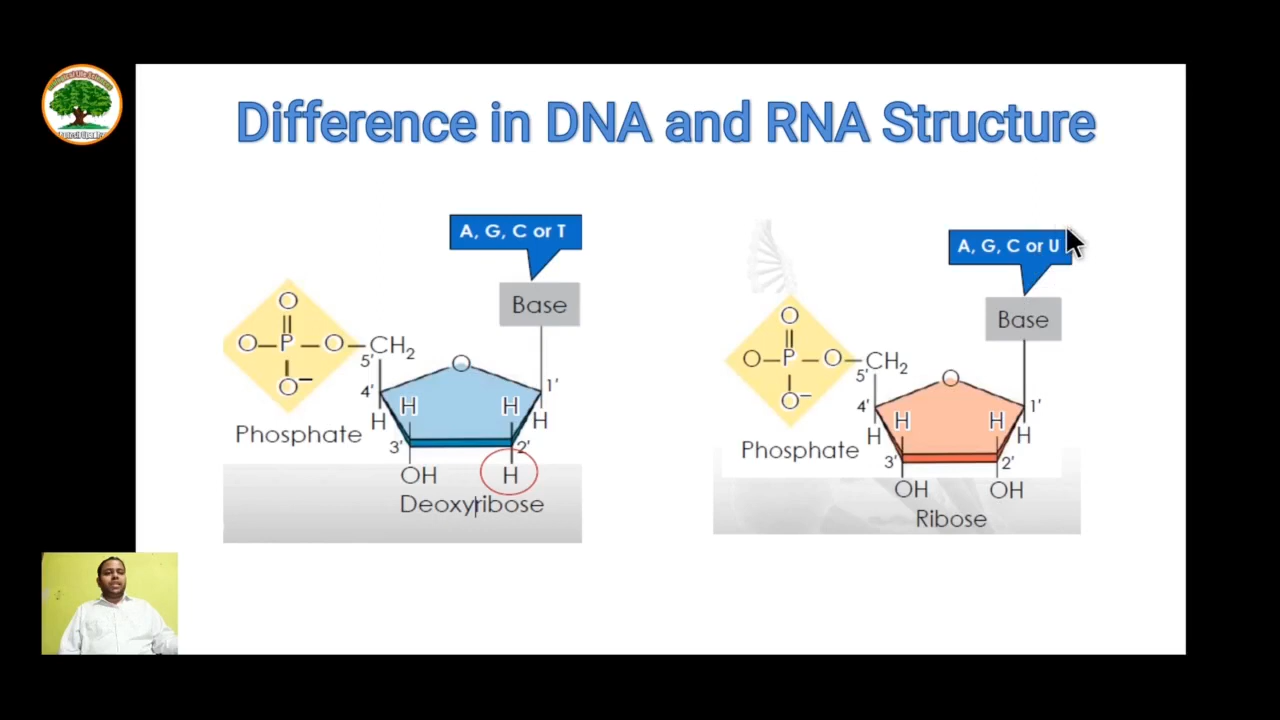 Difference in DNA and RNA Structure
A, G, C or T
Base
O
O–P–O–CH2
O–
5'
4'
O
1'
H
H
H
H
3'
2'
Phosphate
OH
H
Deoxyribose
A, G, C or U
Base
O
O–P–O–CH2
O–
5'
4'
O
1'
H
H
H
H
3'
2'
Phosphate
OH
OH
Ribose